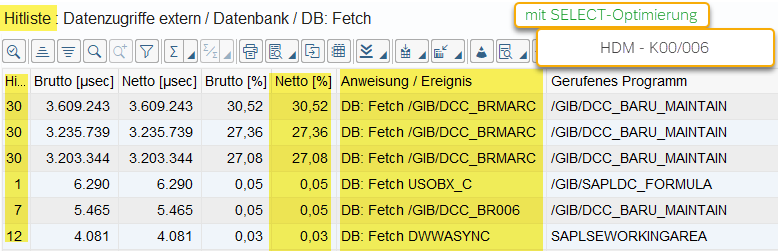 Hitliste : Datenzugriffe extern / Datenbank / DB: Fetch
mit SELECT-Optimierung
HDM - K00/006
Hi... Brutto [µsec] Netto [µsec] Brutto [%] Netto [%] Anweisung / Ereignis Gerufenes Programm
30 3.609.243 3.609.243 30,52 30,52 DB: Fetch /GIB/DCC_BRMARC /GIB/DCC_BARU_MAINTAIN
30 3.235.739 3.235.739 27,36 27,36 DB: Fetch /GIB/DCC_BRMARC /GIB/DCC_BARU_MAINTAIN
30 3.203.344 3.203.344 27,08 27,08 DB: Fetch /GIB/DCC_BRMARC /GIB/DCC_BARU_MAINTAIN
1 6.290 6.290 0,05 0,05 DB: Fetch USOBX_C /GIB/SAPLDC_FORMULA
7 5.465 5.465 0,05 0,05 DB: Fetch /GIB/DCC_BR006 /GIB/DCC_BARU_MAINTAIN
12 4.081 4.081 0,03 0,03 DB: Fetch DWWASYNC SAPLSEWORKINGAREA